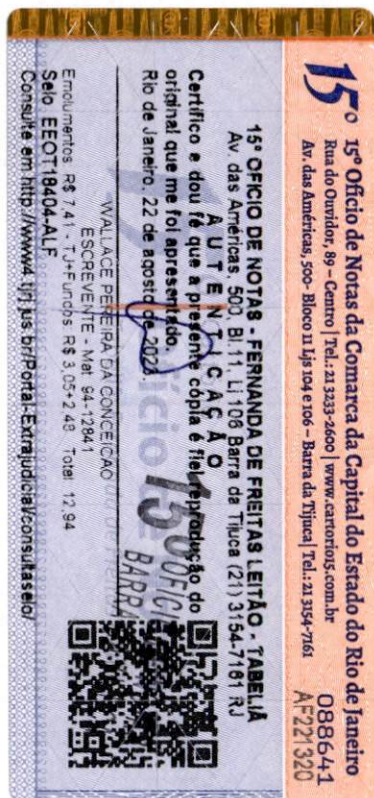 15º 15º Ofício de Notas da Comarca da Capital do Estado do Rio de Janeiro
Rua do Ouvidor, 89 – Centro | Tel.: 21 3233-2600 | www.cartorio15.com.br
Av. das Américas, 500 - Bloco 11 Ljs 104 e 106 – Barra da Tijuca | Tel.: 21 3154-7161
088641
AF221320
15º OFICIO DE NOTAS - FERNANDA DE FREITAS LEITÃO - TABELIÃ
Av. das Américas, 500, Bl.11, Lj 106 Barra da Tijuca (21) 3154-7161 RJ
AUTENTICAÇÃO
Certifico e dou fé que a presente cópia é fiel reprodução do
original que me foi apresentado.
Rio de Janeiro, 22 de agosto de
15º OFICI
BARRA
WALLACE PEREIRA DA CONCEICAO
ESCREVENTE - Mat. 94-12841
Emolumentos: R$ 7,41 - TJ+Fundos: R$ 3,05+2,48 Total: 12,94
Selo: EEOT18404-ALF
Consulte em http://www4.tjrj.jus.br/Portal-Extrajudicial/consultaselo/